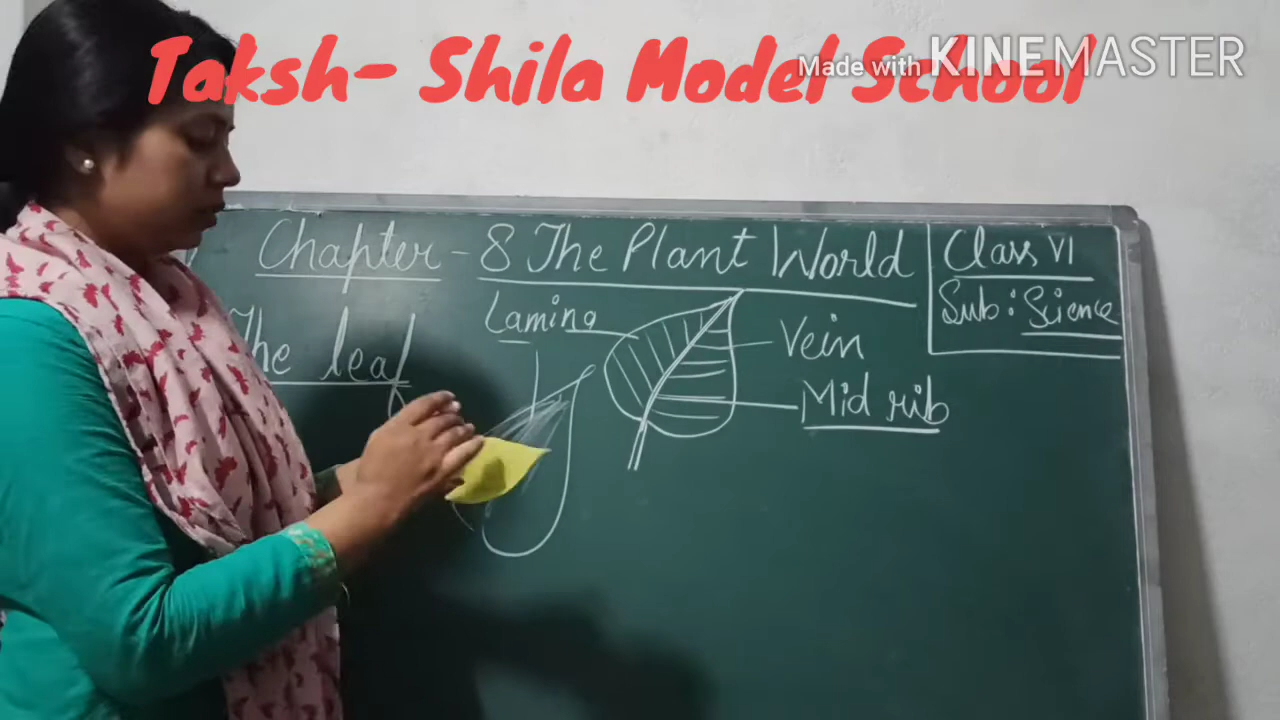 Taksh- Shila Model School
Made with KINEMASTER
Chapter - 8 The Plant World
Class VI
Sub : Science
The leaf
Lamina
Vein
Mid rib